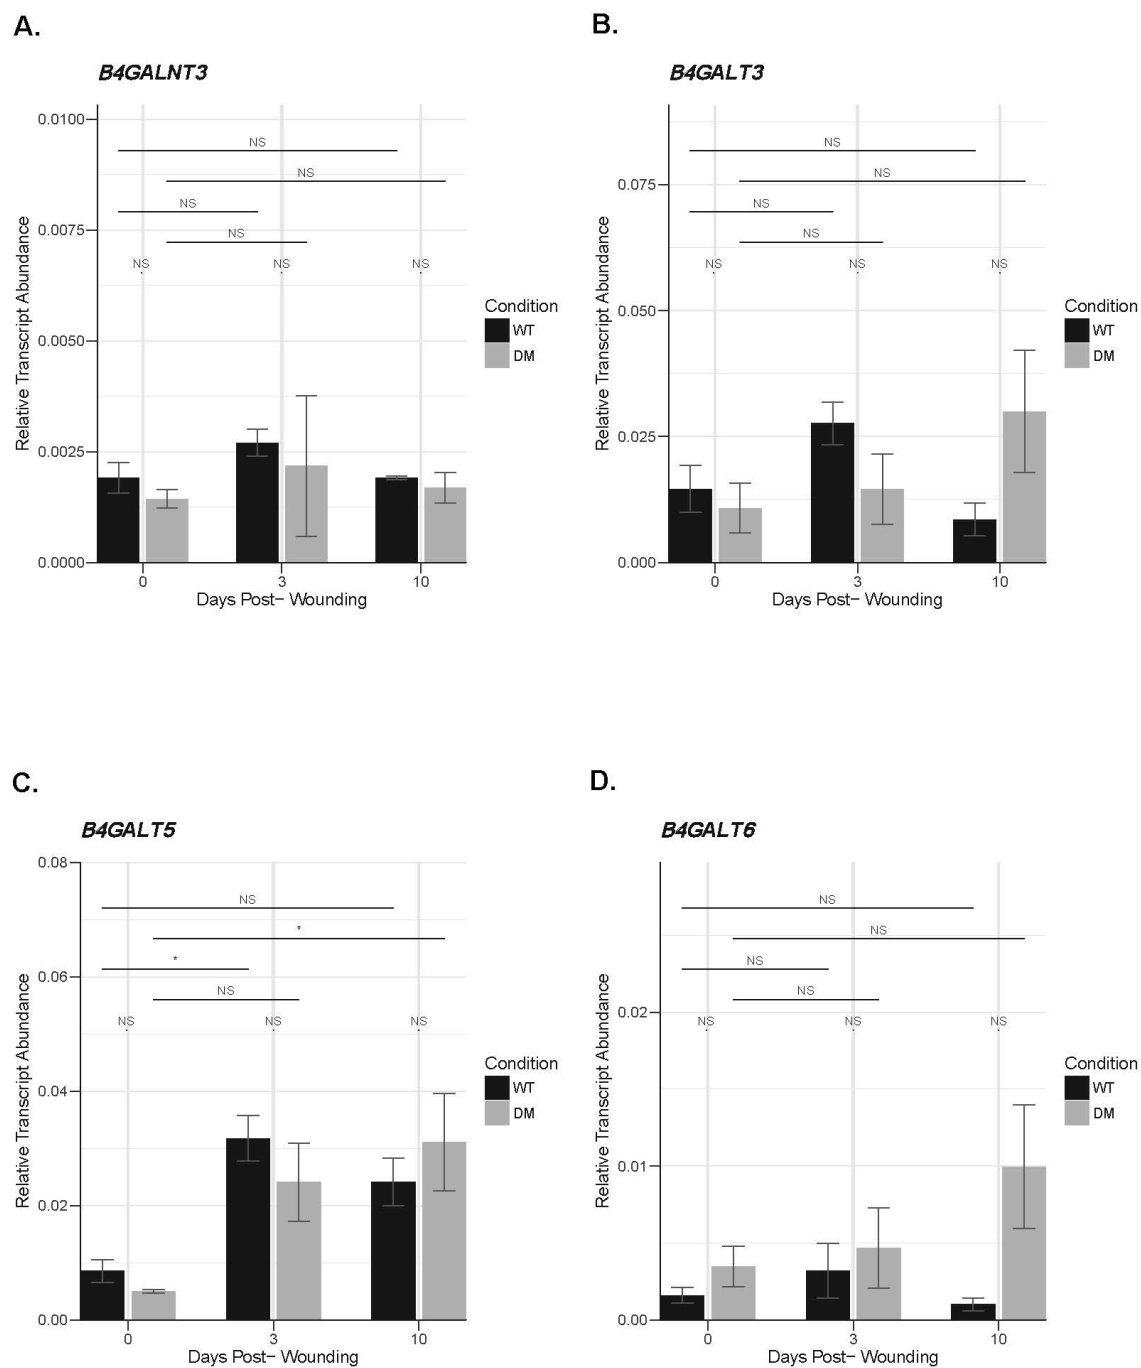 A.
B4GALNT3
Relative Transcript Abundance
0.0100
0.0075
0.0050
0.0025
0.0000
NS
NS
NS
NS
NS
NS
NS
0
3
10
Days Post– Wounding
Condition
WT
DM
B.
B4GALT3
Relative Transcript Abundance
0.075
0.050
0.025
0.000
NS
NS
NS
NS
NS
NS
NS
0
3
10
Days Post– Wounding
Condition
WT
DM
C.
B4GALT5
Relative Transcript Abundance
0.08
0.06
0.04
0.02
0.00
NS
*
*
NS
NS
NS
NS
0
3
10
Days Post– Wounding
Condition
WT
DM
D.
B4GALT6
Relative Transcript Abundance
0.02
0.01
0.00
NS
NS
NS
NS
NS
NS
NS
0
3
10
Days Post– Wounding
Condition
WT
DM